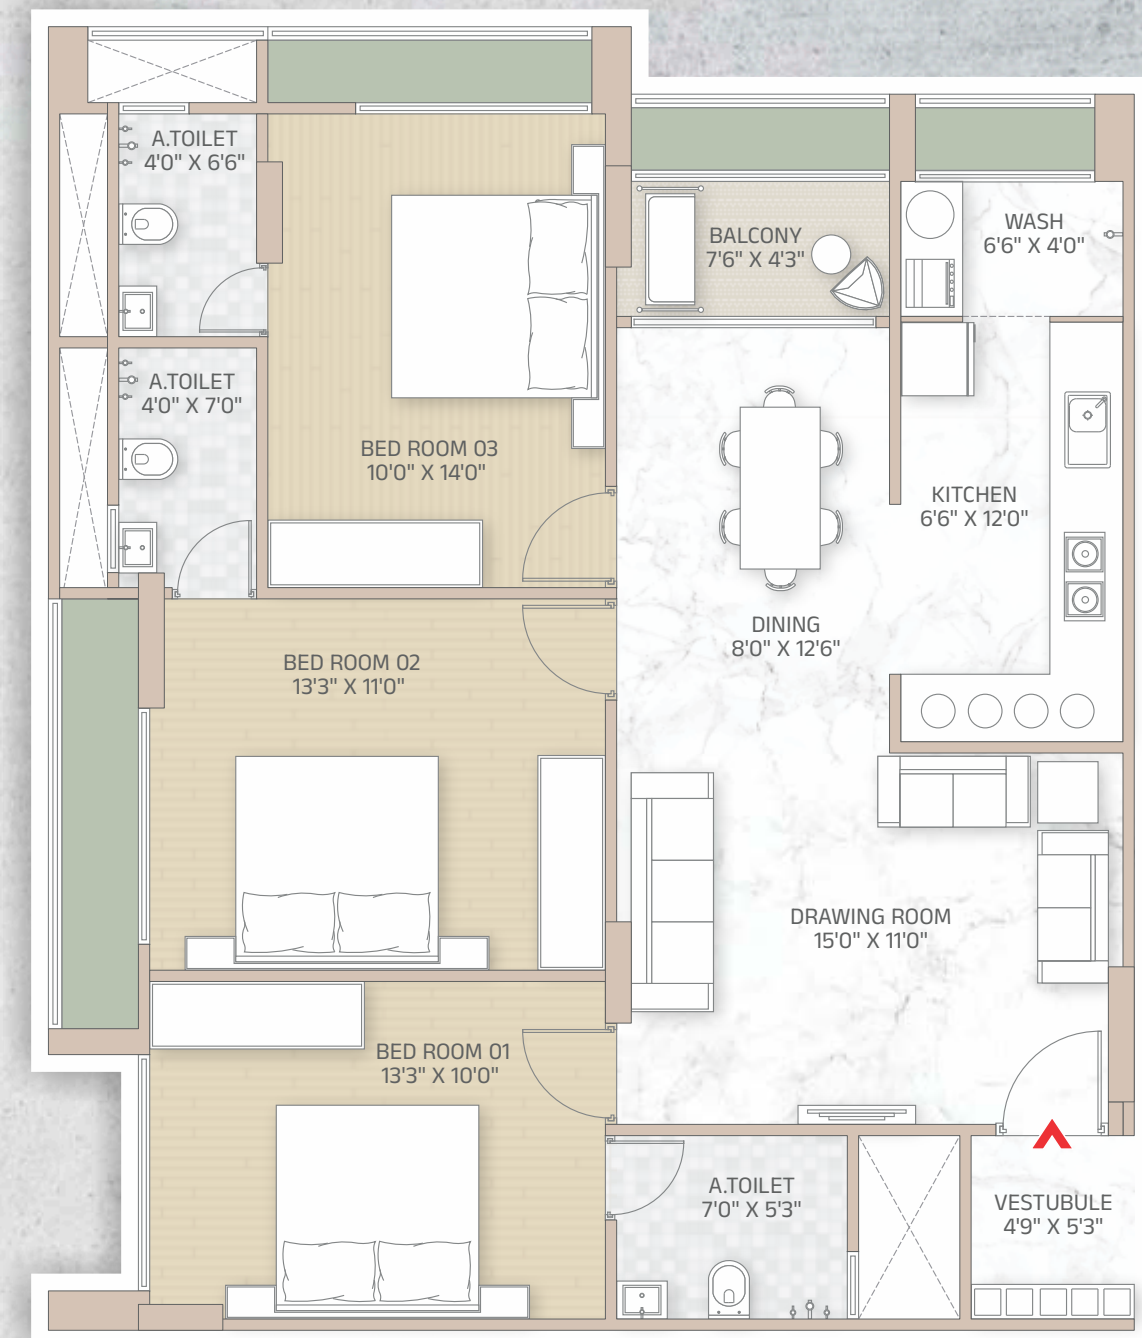 A.TOILET
4'0" X 6'6"
BALCONY
7'6" X 4'3"
WASH
6'6" X 4'0"
A.TOILET
4'0" X 7'0"
BED ROOM 03
10'0" X 14'0"
KITCHEN
6'6" X 12'0"
DINING
8'0" X 12'6"
BED ROOM 02
13'3" X 11'0"
DRAWING ROOM
15'0" X 11'0"
BED ROOM 01
13'3" X 10'0"
A.TOILET
7'0" X 5'3"
VESTUBULE
4'9" X 5'3"